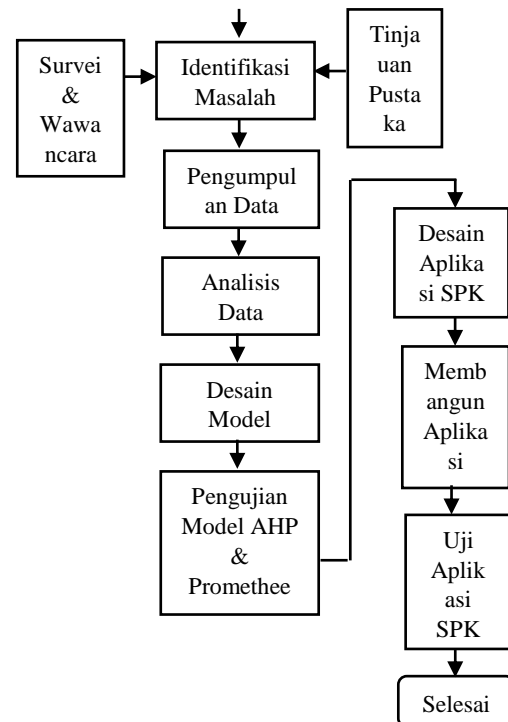 Survei
&
Wawa
ncara
Identifikasi
Masalah
Tinja
uan
Pusta
ka
Pengumpul
an Data
Analisis
Data
Desain
Model
Pengujian
Model AHP
&
Promethee
Desain
Aplika
si SPK
Memb
angun
Aplika
si
Uji
Aplik
asi
SPK
Selesai